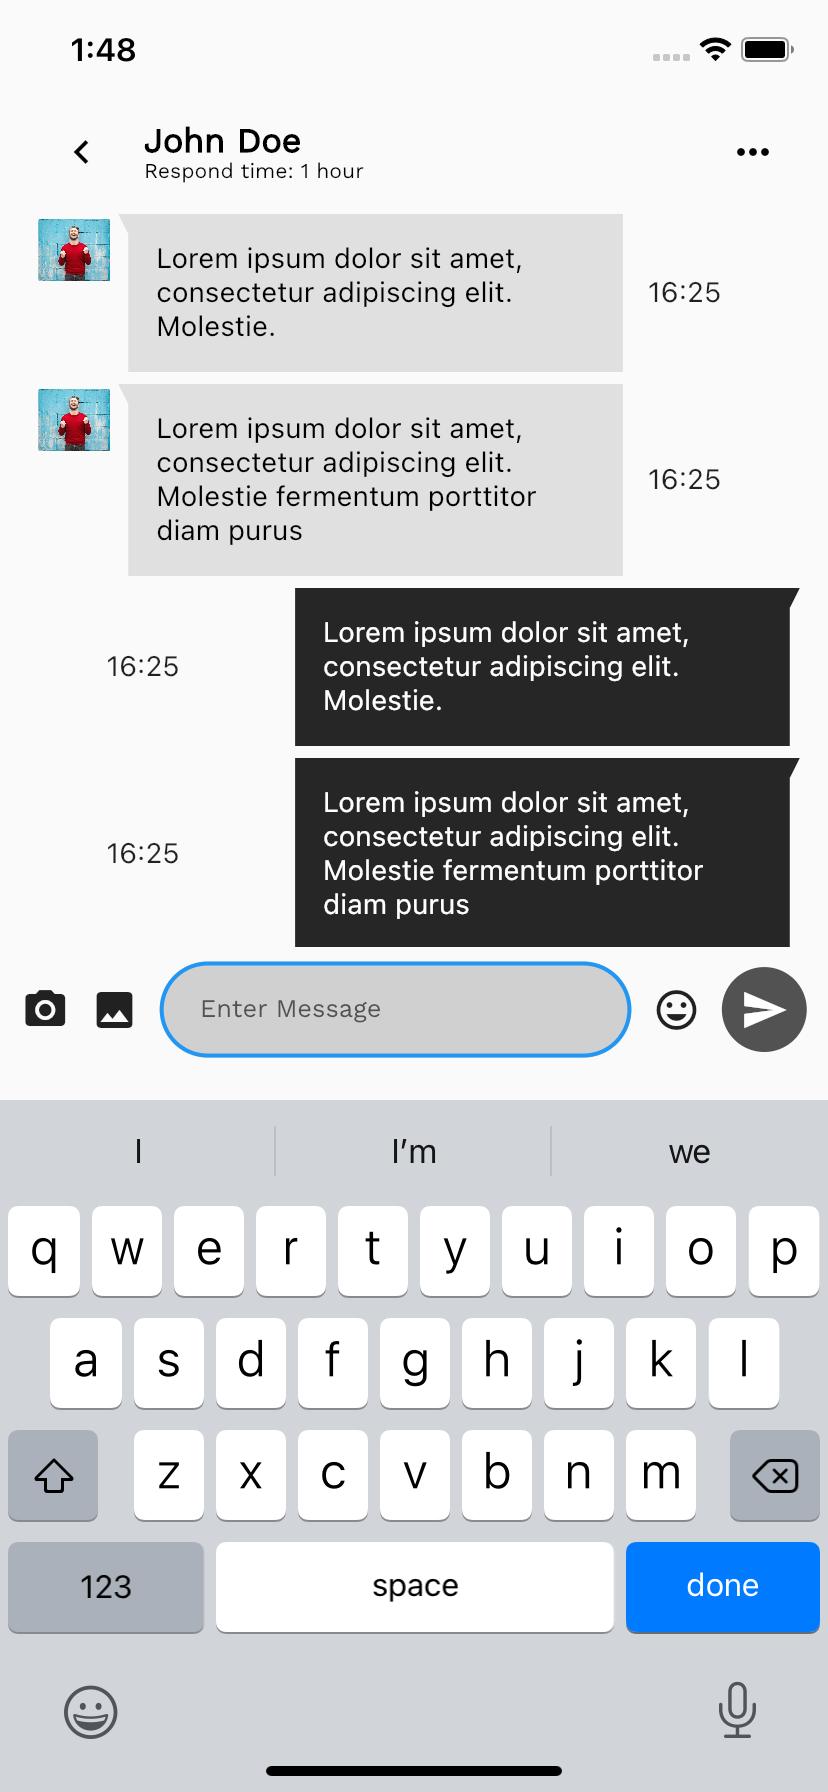 1:48
John Doe
Respond time: 1 hour
Lorem ipsum dolor sit amet,
consectetur adipiscing elit.
Molestie.
16:25
Lorem ipsum dolor sit amet,
consectetur adipiscing elit.
Molestie fermentum porttitor
diam purus
16:25
Lorem ipsum dolor sit amet,
consectetur adipiscing elit.
Molestie.
16:25
Lorem ipsum dolor sit amet,
consectetur adipiscing elit.
Molestie fermentum porttitor
diam purus
16:25
Enter Message
I I’m we
q w e r t y u i o p
a s d f g h j k l
z x c v b n m
123 space done